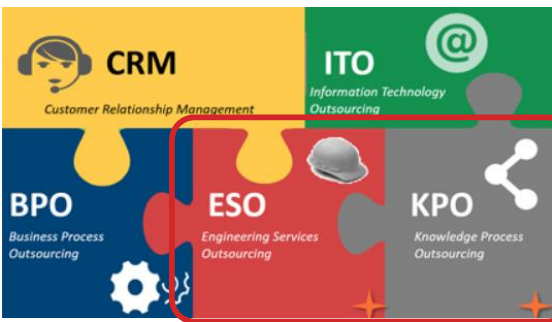 CRM
Customer Relationship Management
ITO
Information Technology
Outsourcing
@
BPO
Business Process
Outsourcing
ESO
Engineering Services
Outsourcing
KPO
Knowledge Process
Outsourcing